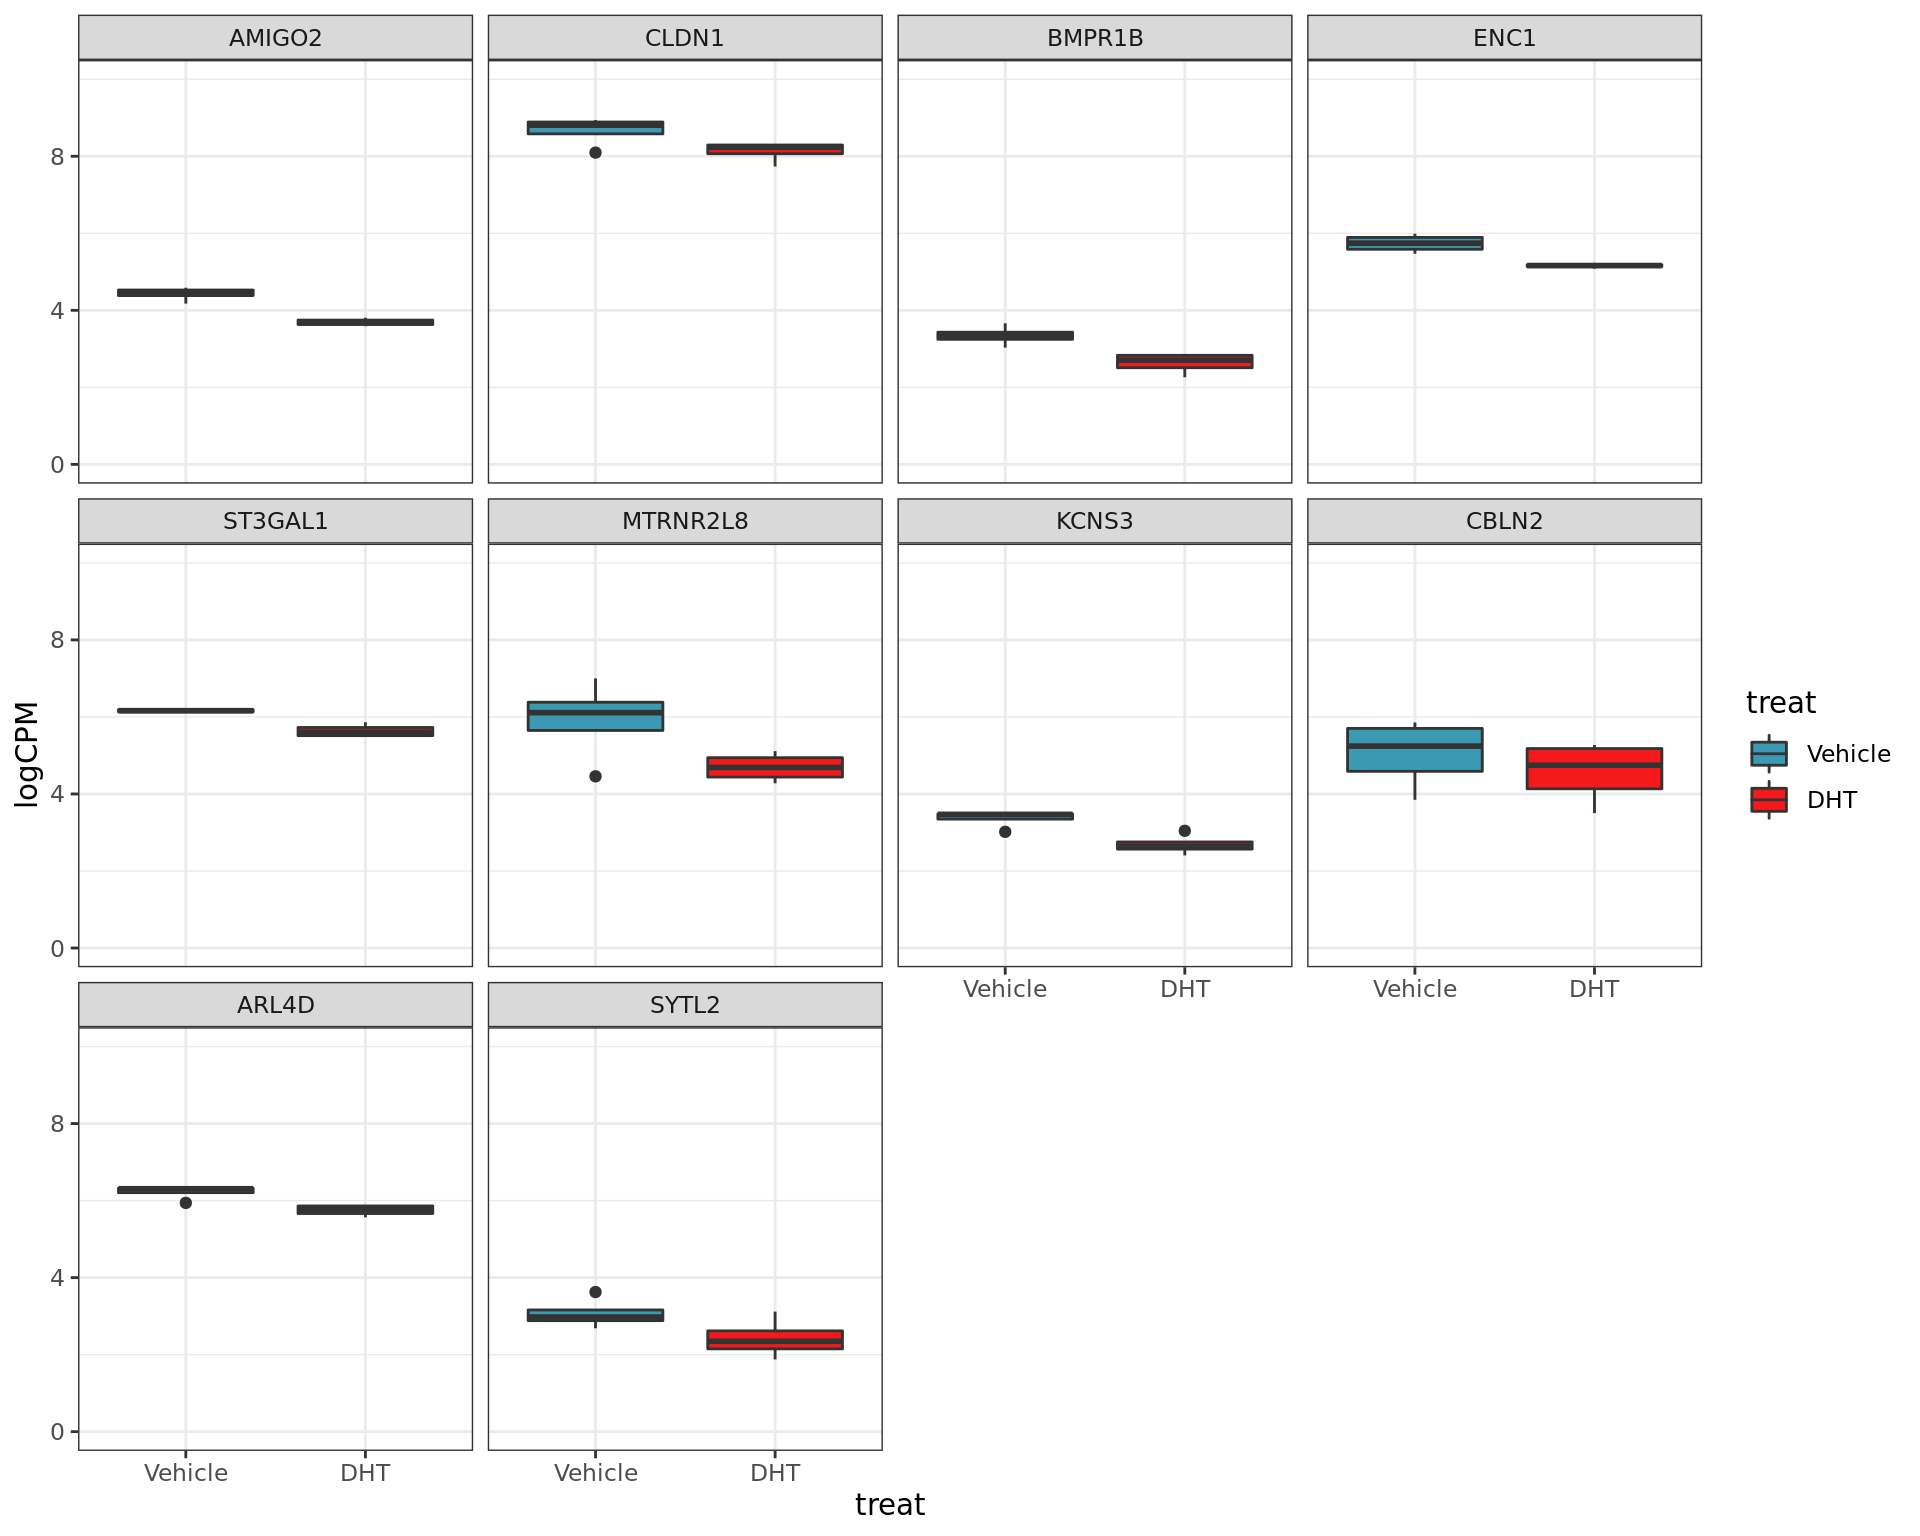 AMIGO2 CLDN1 BMPR1B ENC1
8
4
0
ST3GAL1 MTRNR2L8 KCNS3 CBLN2
8
4
0
logCPM
treat
Vehicle
DHT
Vehicle DHT Vehicle DHT
ARL4D SYTL2
8
4
0
Vehicle DHT Vehicle DHT
treat